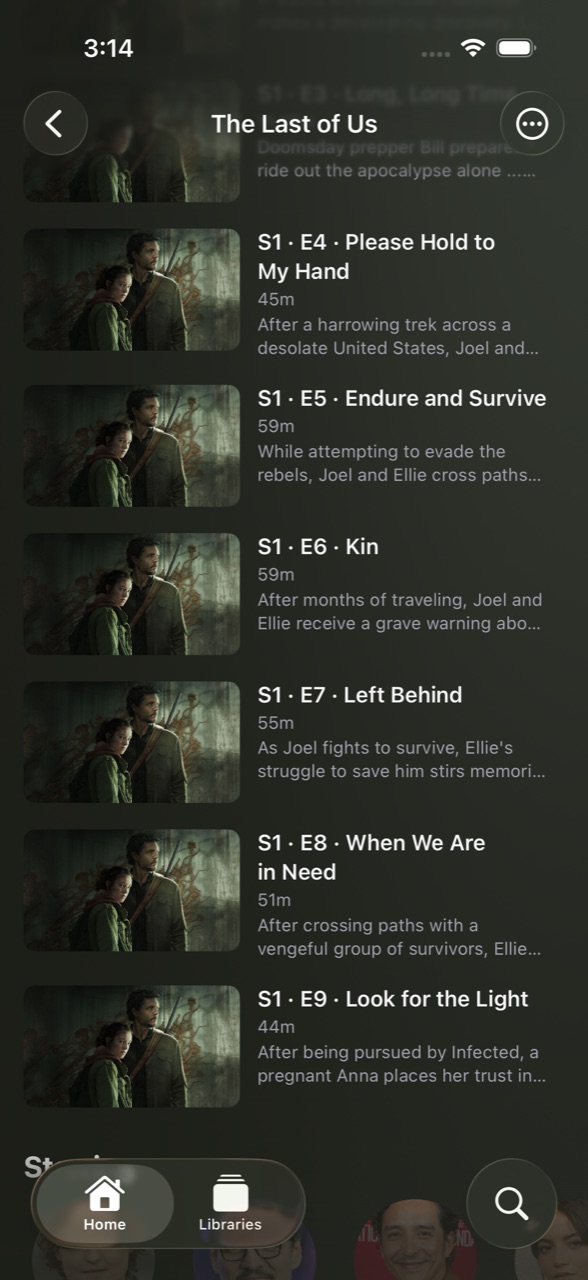 3:14
S1 · E3 · Long, Long Time
The Last of Us
Doomsday prepper Bill prepare
ride out the apocalypse alone ......
S1 · E4 · Please Hold to
My Hand
45m
After a harrowing trek across a
desolate United States, Joel and...
S1 · E5 · Endure and Survive
59m
While attempting to evade the
rebels, Joel and Ellie cross paths...
S1 · E6 · Kin
59m
After months of traveling, Joel and
Ellie receive a grave warning abo...
S1 · E7 · Left Behind
55m
As Joel fights to survive, Ellie's
struggle to save him stirs memori...
S1 · E8 · When We Are
in Need
51m
After crossing paths with a
vengeful group of survivors, Ellie...
S1 · E9 · Look for the Light
44m
After being pursued by Infected, a
pregnant Anna places her trust in...
Home
Libraries